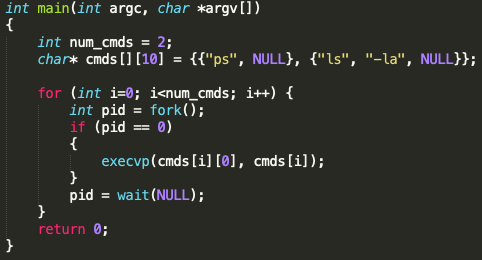 int main(int argc, char *argv[])
{
    int num_cmds = 2;
    char* cmds[][10] = {{"ps", NULL}, {"ls", "-la", NULL}};

    for (int i=0; i<num_cmds; i++) {
        int pid = fork();
        if (pid == 0)
        {
            execvp(cmds[i][0], cmds[i]);
        }
        pid = wait(NULL);
    }
    return 0;
}